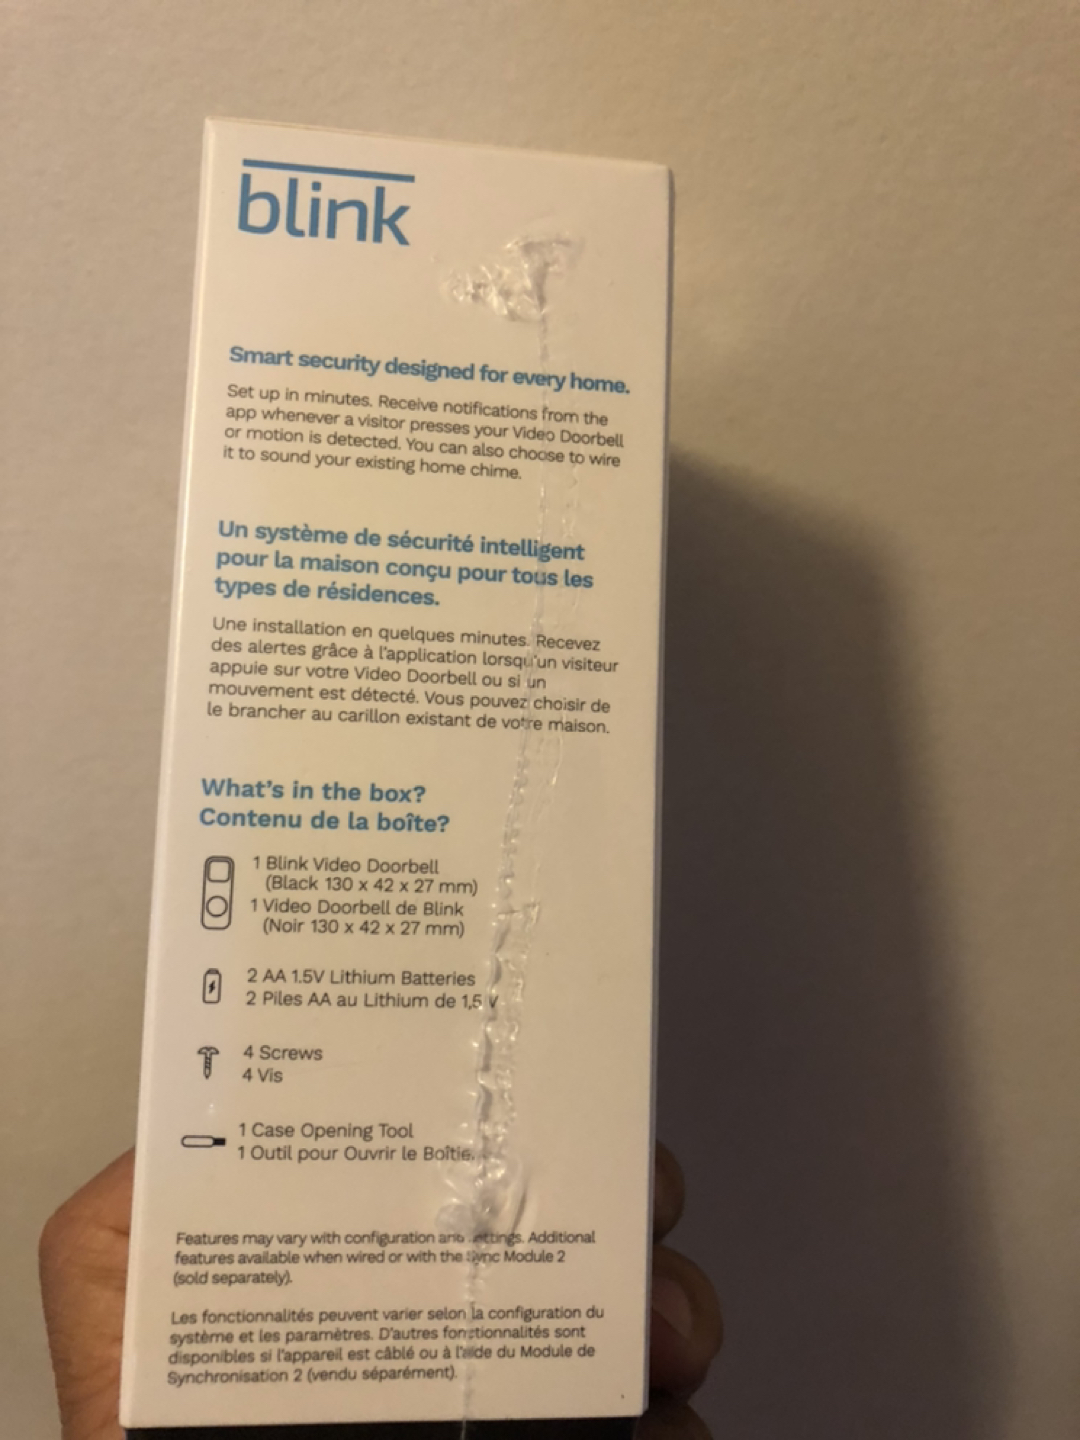 blink
Smart security designed for every home.
Set up in minutes. Receive notifications from the
app whenever a visitor presses your Video Doorbell
or motion is detected. You can also choose to wire
it to sound your existing home chime.
Un système de sécurité intelligent
pour la maison conçu pour tous les
types de résidences.
Une installation en quelques minutes. Recevez
des alertes grâce à l'application lorsqu'un visiteur
appuie sur votre Video Doorbell ou si un
mouvement est détecté. Vous pouvez choisir de
le brancher au carillon existant de votre maison.
What's in the box?
Contenu de la boîte?
1 Blink Video Doorbell
(Black 130 x 42 x 27 mm)
1 Video Doorbell de Blink
(Noir 130 x 42 x 27 mm)
2 AA 1.5V Lithium Batteries
2 Piles AA au Lithium de 1,5 V
4 Screws
4 Vis
1 Case Opening Tool
1 Outil pour Ouvrir le Boîtie.
Features may vary with configuration and settings. Additional
features available when wired or with the Sync Module 2
(sold separately).
Les fonctionnalités peuvent varier selon la configuration du
système et les paramètres. D'autres fonctionnalités sont
disponibles si l'appareil est câblé ou à l'aide du Module de
Synchronisation 2 (vendu séparément).